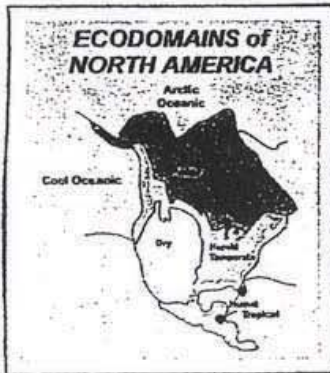 ECODOMAINS of
NORTH AMERICA
Arctic
Oceanic
Cool Oceanic
Dry
Humid
Temperate
Humid
Tropical